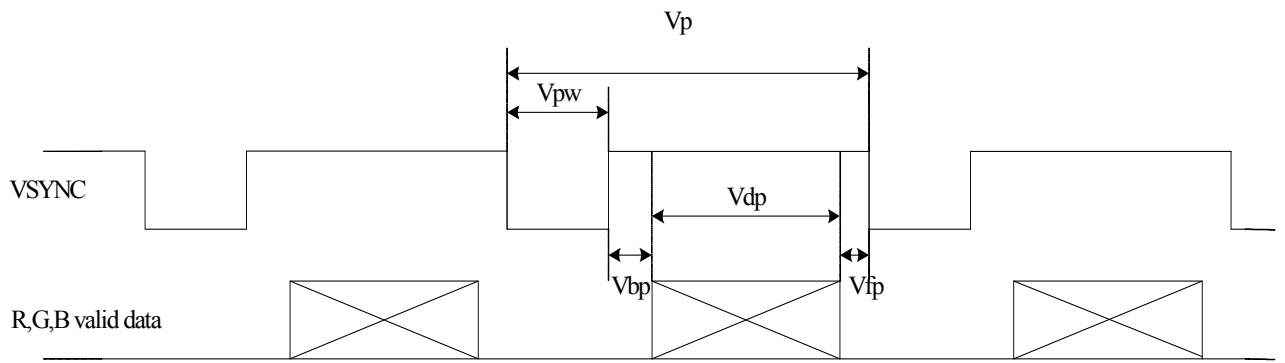 Vp
Vpw
VSYNC
Vdp
Vbp
Vfp
R,G,B valid data